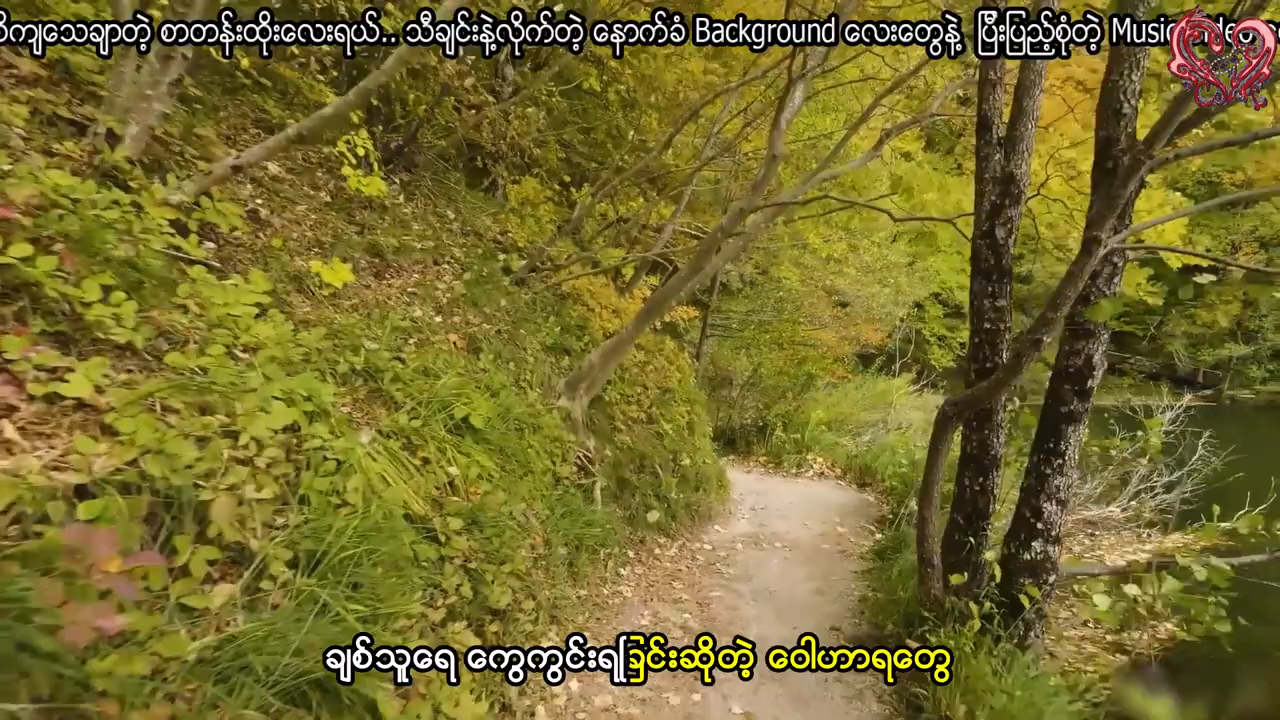 ကျသေချာတဲ့ စာတန်းထိုးလေးရယ်.. သီချင်းနဲ့လိုက်တဲ့ နောက်ခံ Background လေးတွေနဲ့ ပြီးပြည့်စုံတဲ့ Music
ချစ်သူရေ ကွေကွင်းရခြင်းဆိုတဲ့ ဝေါဟာရတွေ